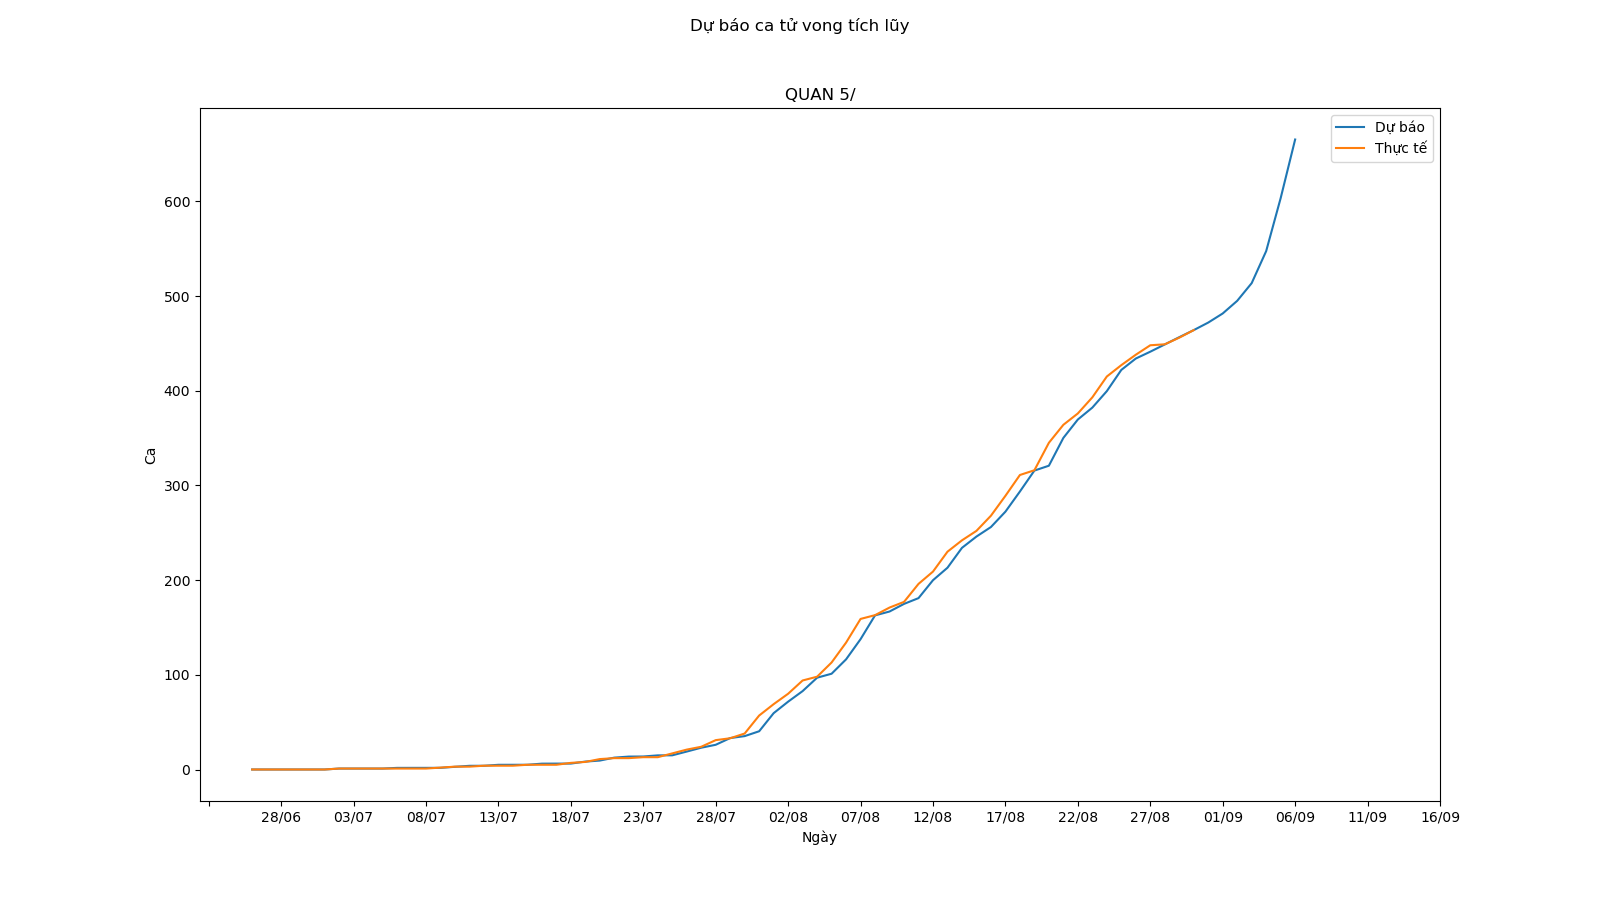 Dự báo ca tử vong tích lũy
QUAN 5/
Dự báo
Thực tế
600
500
400
300
200
100
0
Ca
28/06 03/07 08/07 13/07 18/07 23/07 28/07 02/08 07/08 12/08 17/08 22/08 27/08 01/09 06/09 11/09 16/09
Ngày